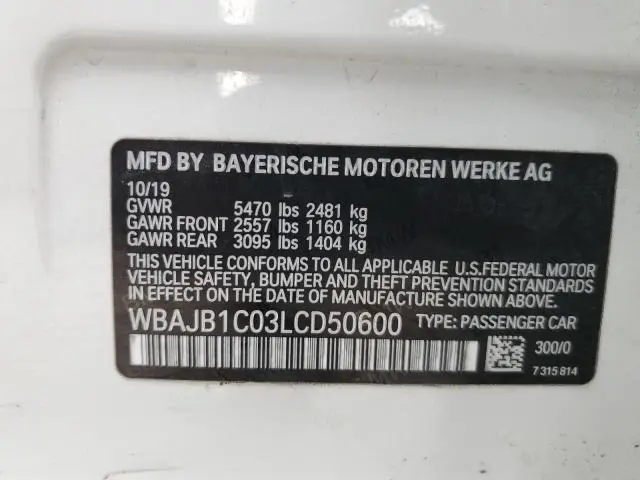 MFD BY BAYERISCHE MOTOREN WERKE AG
10/19
GVWR 5470 lbs 2481 kg
GAWR FRONT 2557 lbs 1160 kg
GAWR REAR 3095 lbs 1404 kg
THIS VEHICLE CONFORMS TO ALL APPLICABLE U.S.FEDERAL MOTOR
VEHICLE SAFETY, BUMPER AND THEFT PREVENTION STANDARDS
IN EFFECT ON THE DATE OF MANUFACTURE SHOWN ABOVE.
WBAJB1C03LCD50600 TYPE: PASSENGER CAR
300/0
7 315 814